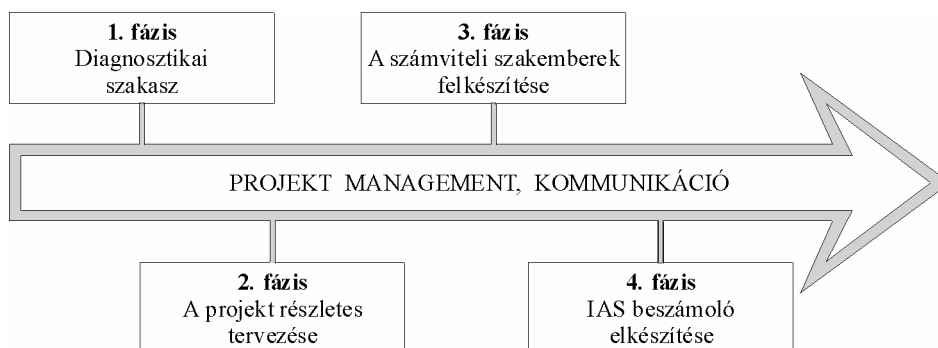 1. fázis
Diagnosztikai
szakasz
3. fázis
A számviteli szakemberek
felkészítése
PROJEKT MANAGEMENT, KOMMUNIKÁCIÓ
2. fázis
A projekt részletes
tervezése
4. fázis
IAS beszámoló
elkészítése